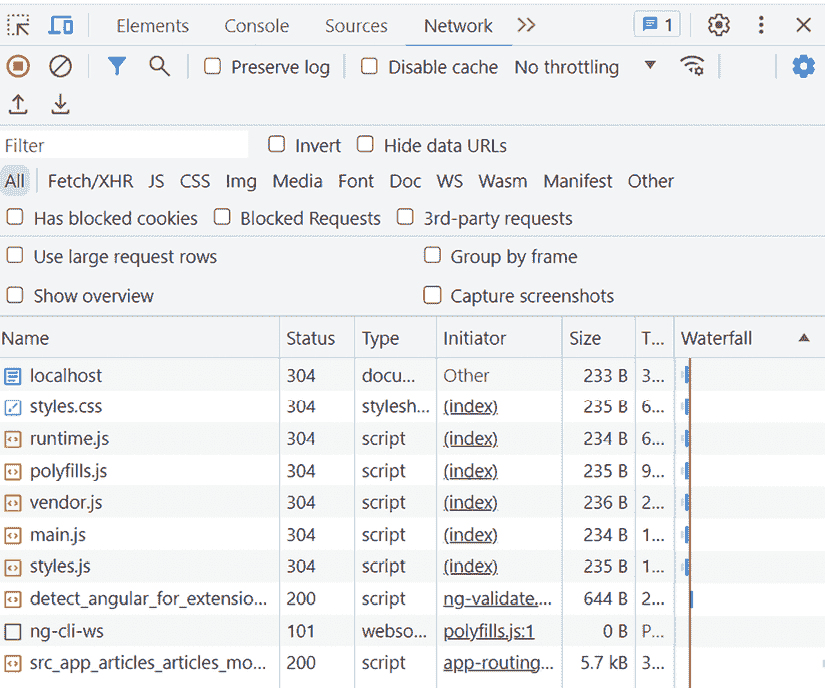 Elements Console Sources Network 1
Preserve log Disable cache No throttling
Filter Invert Hide data URLs
All Fetch/XHR JS CSS Img Media Font Doc WS Wasm Manifest Other
Has blocked cookies Blocked Requests 3rd-party requests
Use large request rows Group by frame
Show overview Capture screenshots
Name Status Type Initiator Size T... Waterfall
localhost 304 docu... Other 233 B 3...
styles.css 304 stylesh... (index) 235 B 6...
runtime.js 304 script (index) 234 B 6...
polyfills.js 304 script (index) 235 B 9...
vendor.js 304 script (index) 236 B 2...
main.js 304 script (index) 234 B 1...
styles.js 304 script (index) 235 B 1...
detect_angular_for_extensio... 200 script ng-validate.... 644 B 2...
ng-cli-ws 101 webso... polyfills.js:1 0 B P...
src_app_articles_articles_mo... 200 script app-routing... 5.7 kB 3...